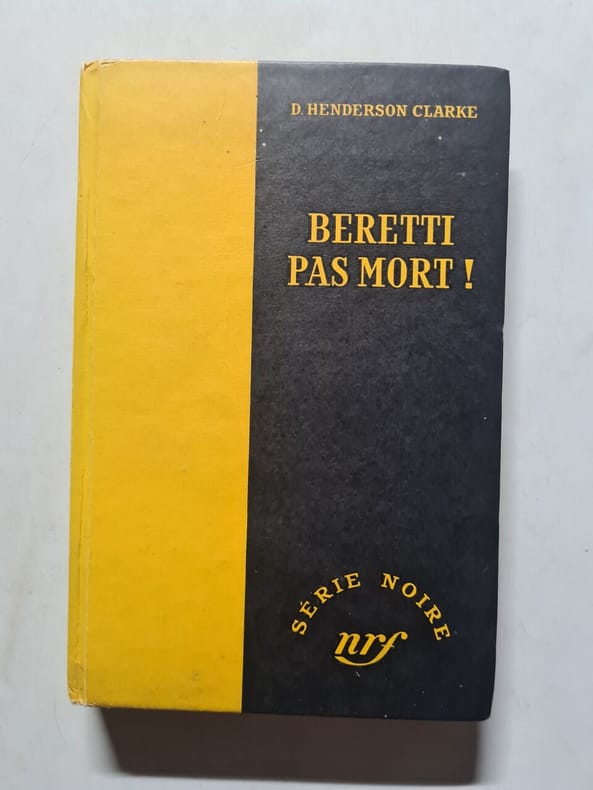 D. HENDERSON CLARKE
BERETTI
PAS MORT !
SÉRIE NOIRE
nrf